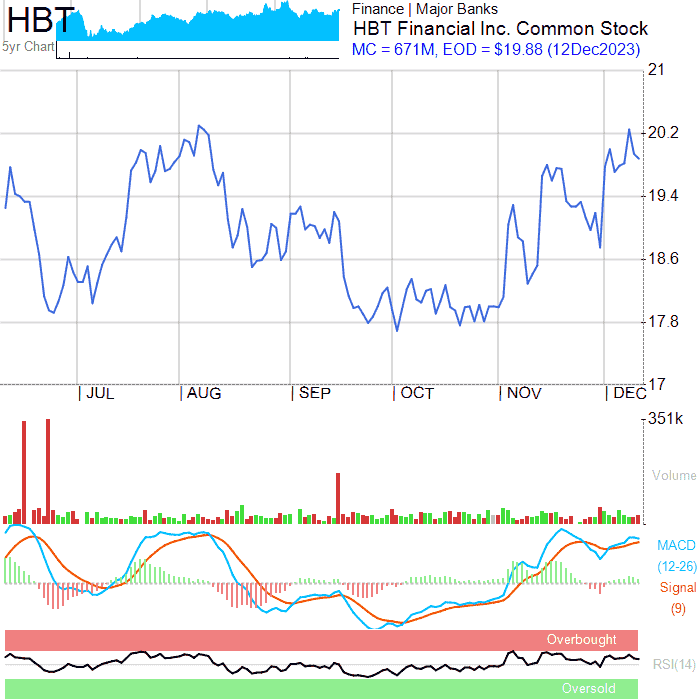 HBT
5yr Chart
Finance | Major Banks
HBT Financial Inc. Common Stock
MC = 671M, EOD = $19.88 (12Dec2023)
21
20.2
19.4
18.6
17.8
17
| JUL | AUG | SEP | OCT | NOV | DEC
351k
Volume
MACD
(12-26)
Signal
(9)
Overbought
RSI(14)
Oversold